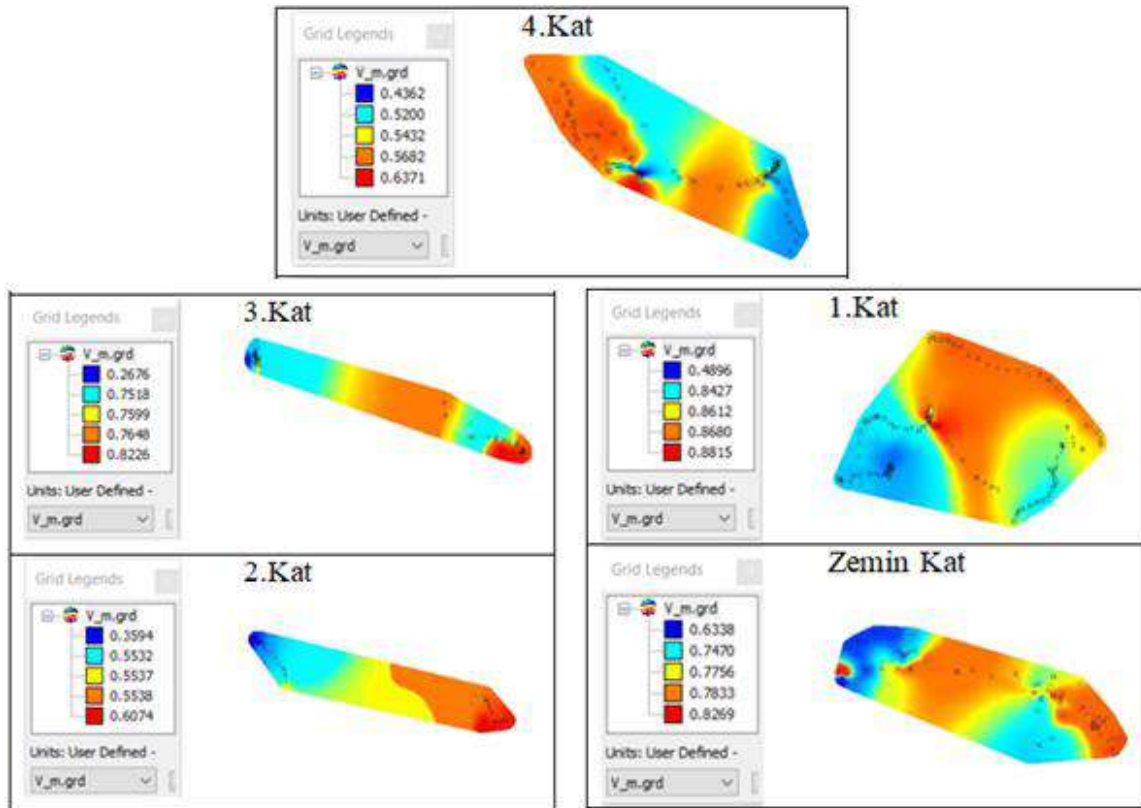 4.Kat
Grid Legends
V_m.grd
0.4362
0.5200
0.5432
0.5682
0.6371
Units: User Defined -
V_m.grd
3.Kat
Grid Legends
V_m.grd
0.2676
0.7518
0.7599
0.7648
0.8226
Units: User Defined -
V_m.grd
1.Kat
Grid Legends
V_m.grd
0.4896
0.8427
0.8612
0.8680
0.8815
Units: User Defined -
V_m.grd
2.Kat
Grid Legends
V_m.grd
0.3594
0.5532
0.5537
0.5538
0.6074
Units: User Defined -
V_m.grd
Zemin Kat
Grid Legends
V_m.grd
0.6338
0.7470
0.7756
0.7833
0.8269
Units: User Defined -
V_m.grd